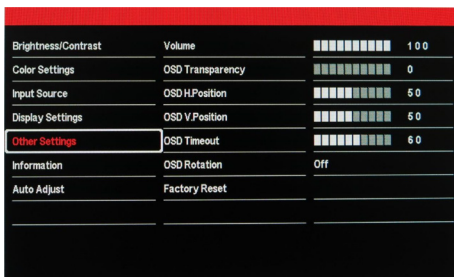 Brightness/Contrast Volume 100
Color Settings OSD Transparency 0
Input Source OSD H.Position 50
Display Settings OSD V.Position 50
Other Settings OSD Timeout 60
Information OSD Rotation Off
Auto Adjust Factory Reset